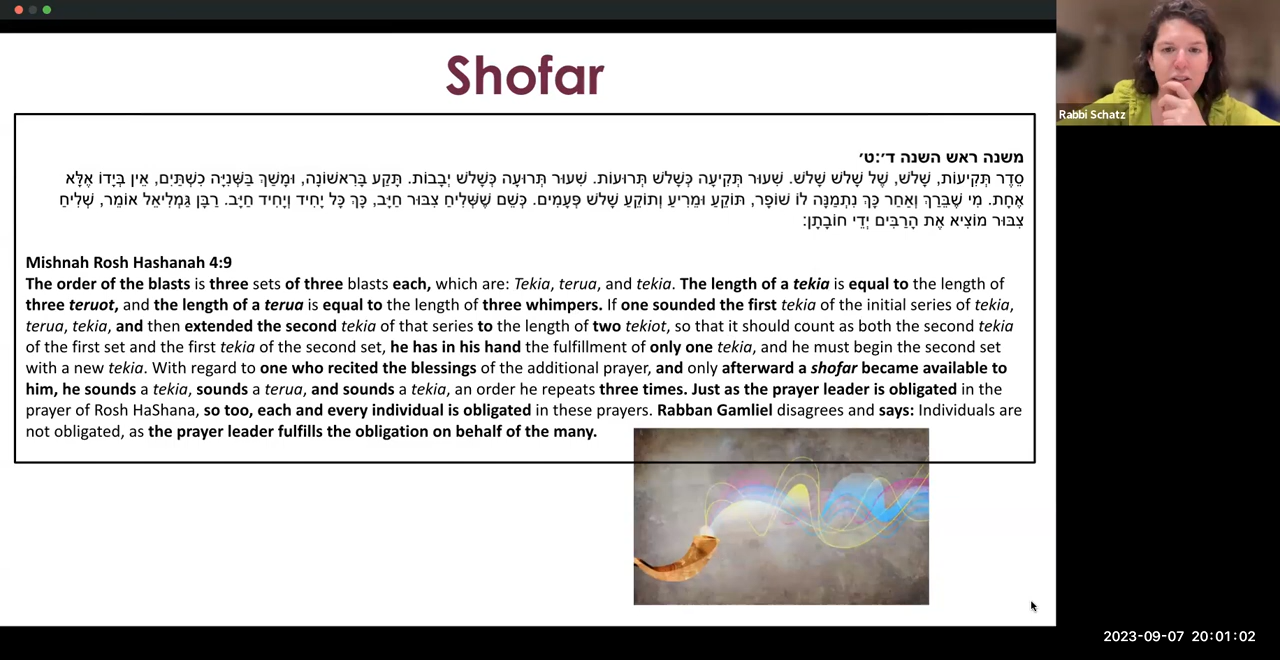 Shofar
משנה ראש השנה ד׳:ט׳
סֵדֶר תְּקִיעוֹת, שָׁלֹשׁ, שֶׁל שָׁלֹשׁ שָׁלֹשׁ. שִׁעוּר תְּקִיעָה כְּשָׁלֹשׁ תְּרוּעוֹת. שִׁעוּר תְּרוּעָה כְּשָׁלֹשׁ יְבָבוֹת. תָּקַע בָּרִאשׁוֹנָה, וּמָשַׁךְ בַּשְּׁנִיָּה כִשְׁתַּיִם, אֵין בְּיָדוֹ אֶלָּא
אֶחָת. מִי שֶׁבֵּרַךְ וְאַחַר כָּךְ נִתְמַנָּה לוֹ שׁוֹפָר, תּוֹקֵעַ וּמֵרִיעַ וְתוֹקֵעַ שָׁלֹשׁ פְּעָמִים. כְּשֵׁם שֶׁשְּׁלִיחַ צִבּוּר חַיָּב, כָּךְ כָּל יָחִיד וְיָחִיד חַיָּב. רַבָּן גַּמְלִיאֵל אוֹמֵר, שְׁלִיחַ
צִבּוּר מוֹצִיא אֶת הָרַבִּים יְדֵי חוֹבָתָן:
Mishnah Rosh Hashanah 4:9
The order of the blasts is three sets of three blasts each, which are: Tekia, terua, and tekia. The length of a tekia is equal to the length of
three teruot, and the length of a terua is equal to the length of three whimpers. If one sounded the first tekia of the initial series of tekia,
terua, tekia, and then extended the second tekia of that series to the length of two tekiot, so that it should count as both the second tekia
of the first set and the first tekia of the second set, he has in his hand the fulfillment of only one tekia, and he must begin the second set
with a new tekia. With regard to one who recited the blessings of the additional prayer, and only afterward a shofar became available to
him, he sounds a tekia, sounds a terua, and sounds a tekia, an order he repeats three times. Just as the prayer leader is obligated in the
prayer of Rosh HaShana, so too, each and every individual is obligated in these prayers. Rabban Gamliel disagrees and says: Individuals are
not obligated, as the prayer leader fulfills the obligation on behalf of the many.
Rabbi Schatz
2023-09-07 20:01:02